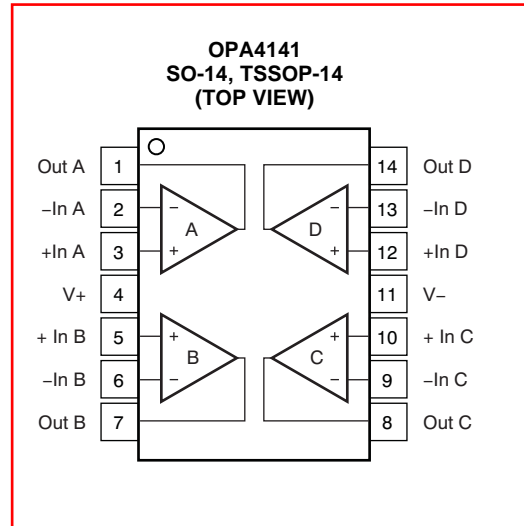 OPA4141
SO-14, TSSOP-14
(TOP VIEW)
Out A 1 14 Out D
−In A 2 − − 13 −In D
A D
+In A 3 + + 12 +In D
V+ 4 11 V−
+ In B 5 + + 10 + In C
B C
−In B 6 − − 9 −In C
Out B 7 8 Out C